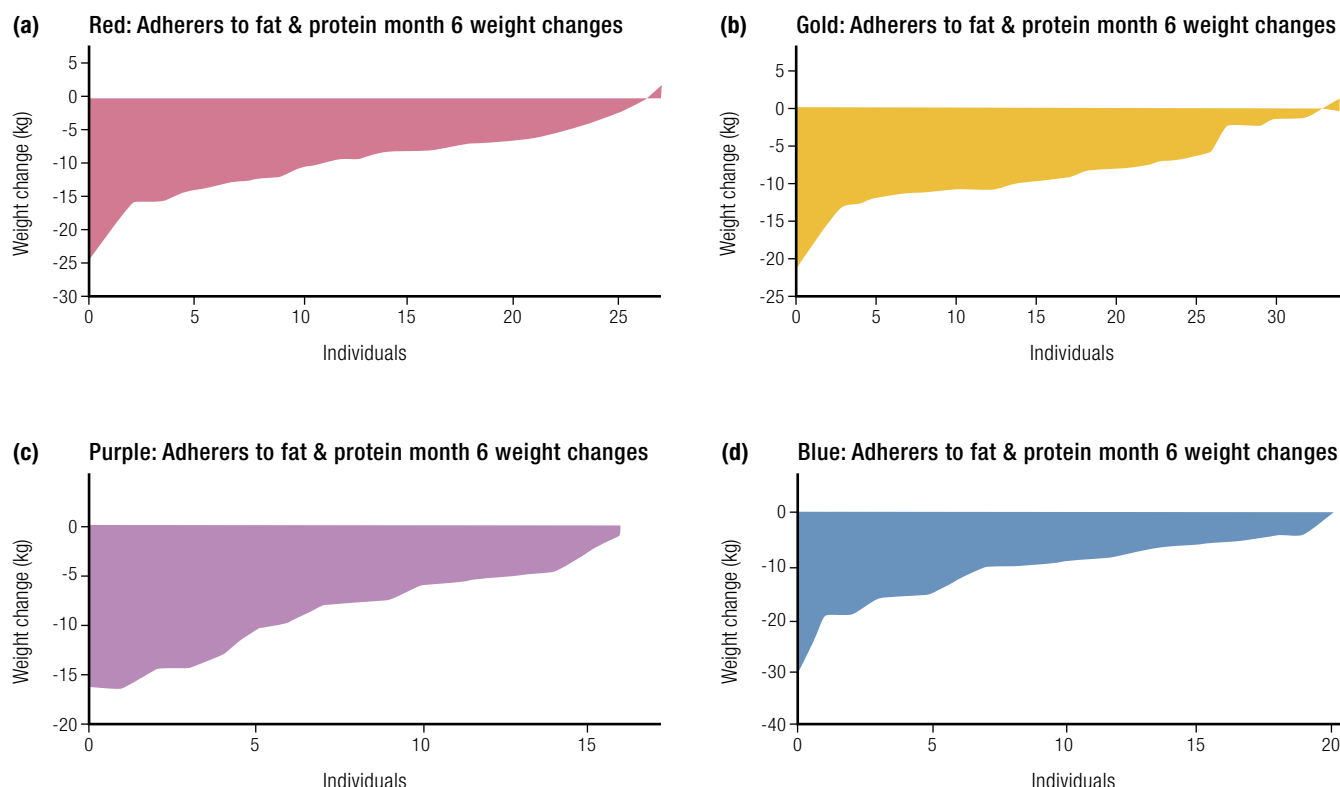 (a) Red: Adherers to fat & protein month 6 weight changes
5
0
-5
-10
-15
-20
-25
-30
Weight change (kg)
0 5 10 15 20 25
Individuals
(b) Gold: Adherers to fat & protein month 6 weight changes
5
0
-5
-10
-15
-20
-25
Weight change (kg)
0 5 10 15 20 25 30
Individuals
(c) Purple: Adherers to fat & protein month 6 weight changes
0
-5
-10
-15
-20
Weight change (kg)
0 5 10 15
Individuals
(d) Blue: Adherers to fat & protein month 6 weight changes
0
-10
-20
-30
-40
Weight change (kg)
0 5 10 15 20
Individuals